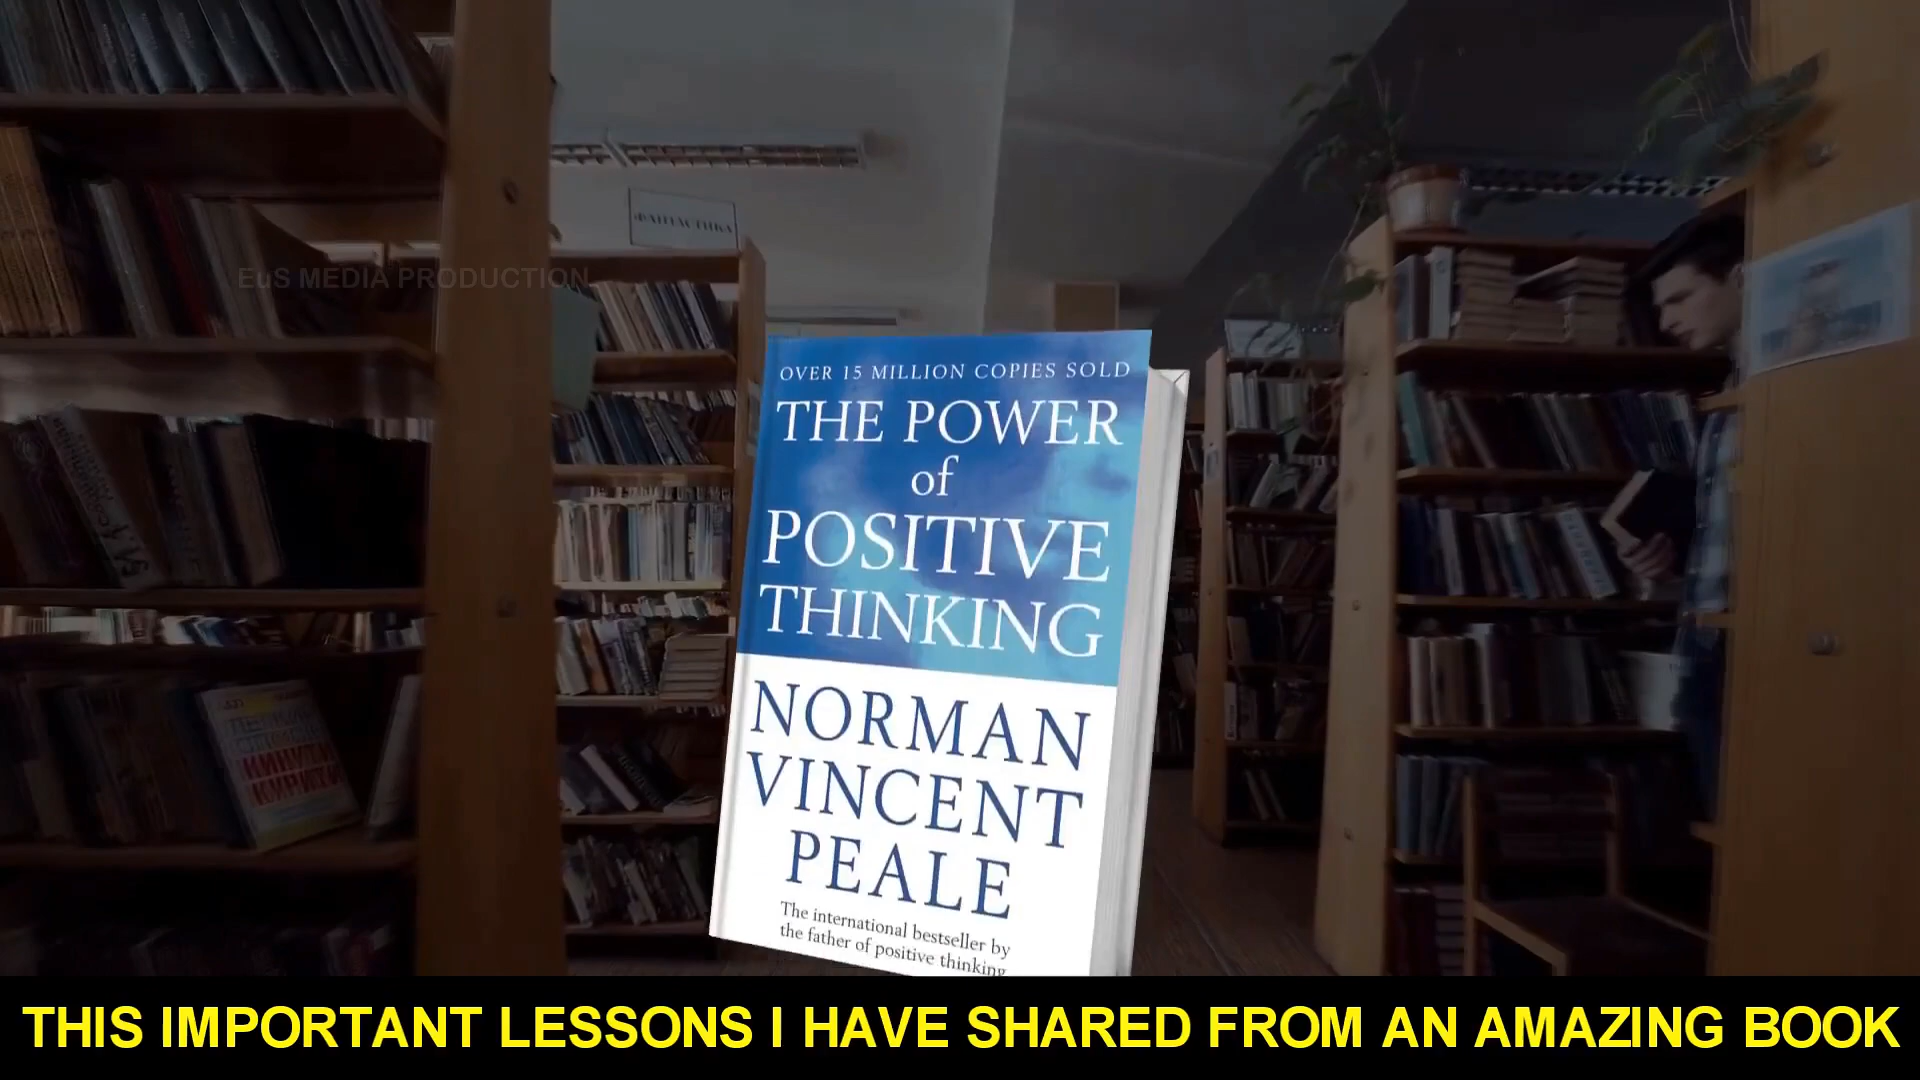 ФАНТАСТИКА
EuS MEDIA PRODUCTION
OVER 15 MILLION COPIES SOLD
THE POWER
of
POSITIVE
THINKING
NORMAN
VINCENT
PEALE
The international bestseller by
the father of positive thinking
THIS IMPORTANT LESSONS I HAVE SHARED FROM AN AMAZING BOOK